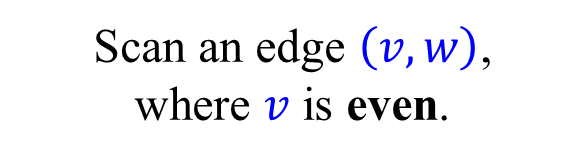 Scan an edge (v, w),
where v is even.